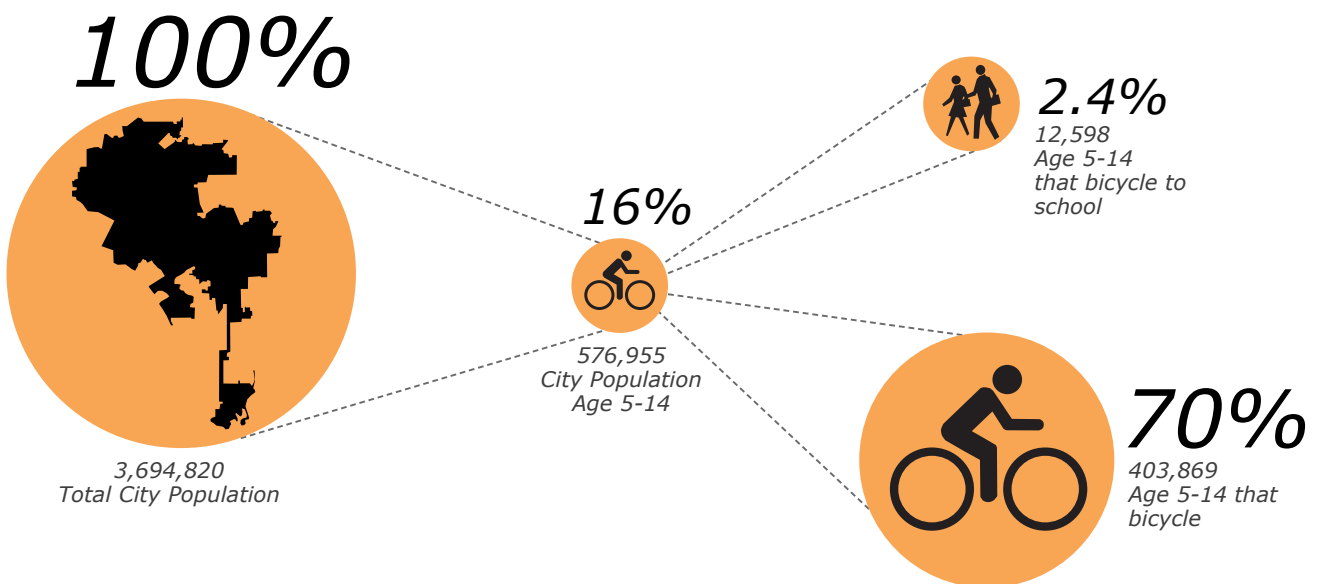 100%
3,694,820
Total City Population
16%
576,955
City Population
Age 5-14
2.4%
12,598
Age 5-14
that bicycle to
school
70%
403,869
Age 5-14 that
bicycle